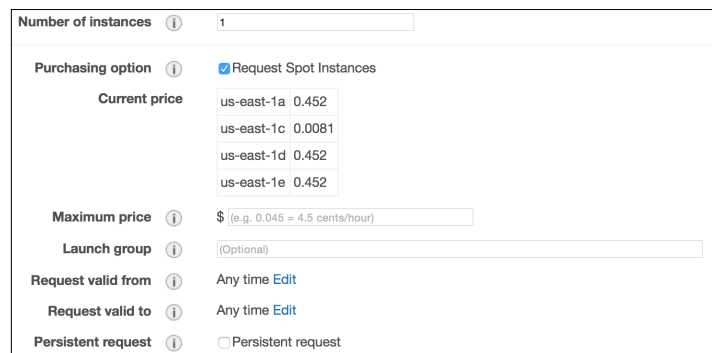 Number of instances 1
Purchasing option Request Spot Instances
Current price us-east-1a 0.452
us-east-1c 0.0081
us-east-1d 0.452
us-east-1e 0.452
Maximum price $ (e.g. 0.045 = 4.5 cents/hour)
Launch group (Optional)
Request valid from Any time Edit
Request valid to Any time Edit
Persistent request Persistent request